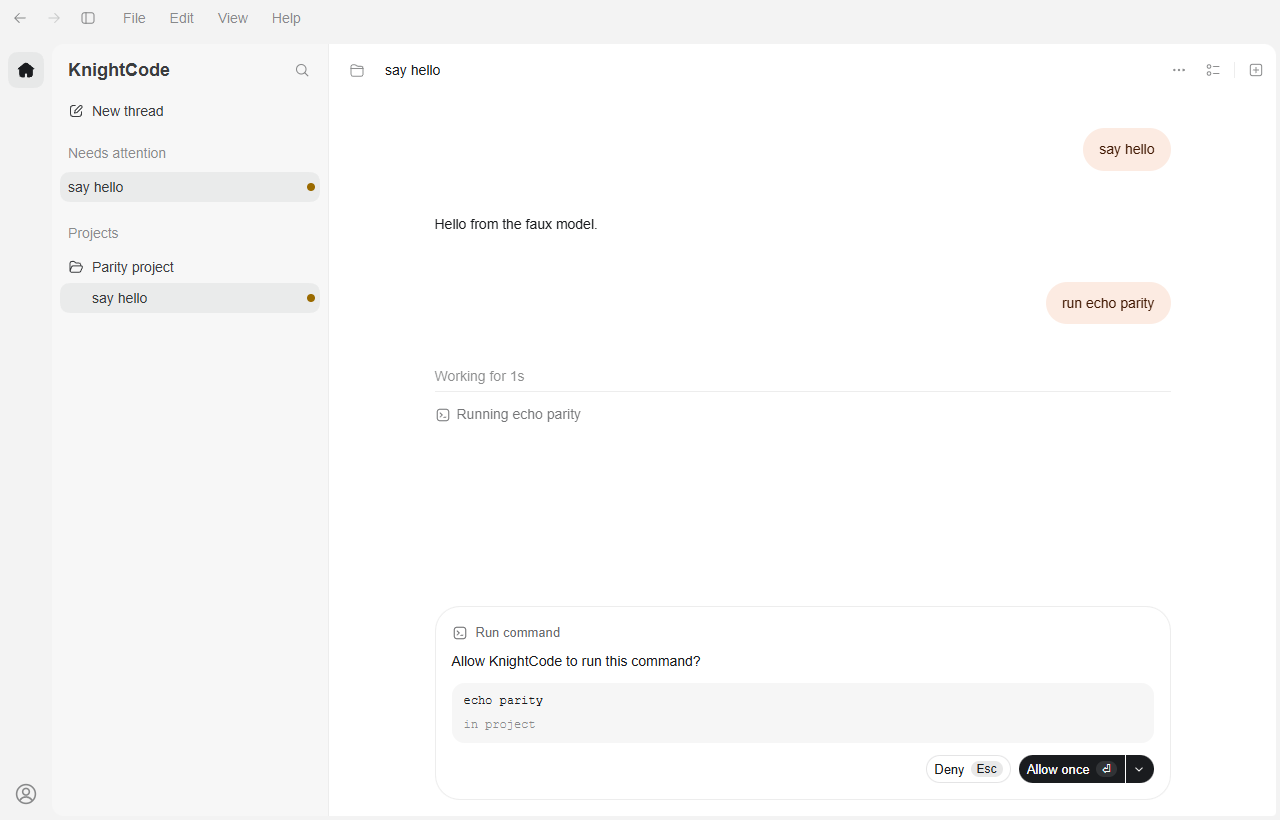 File Edit View Help
KnightCode
New thread
Needs attention
say hello
Projects
Parity project
say hello
say hello
say hello
Hello from the faux model.
run echo parity
Working for 1s
Running echo parity
Run command
Allow KnightCode to run this command?
echo parity
in project
Deny Esc Allow once ⏎